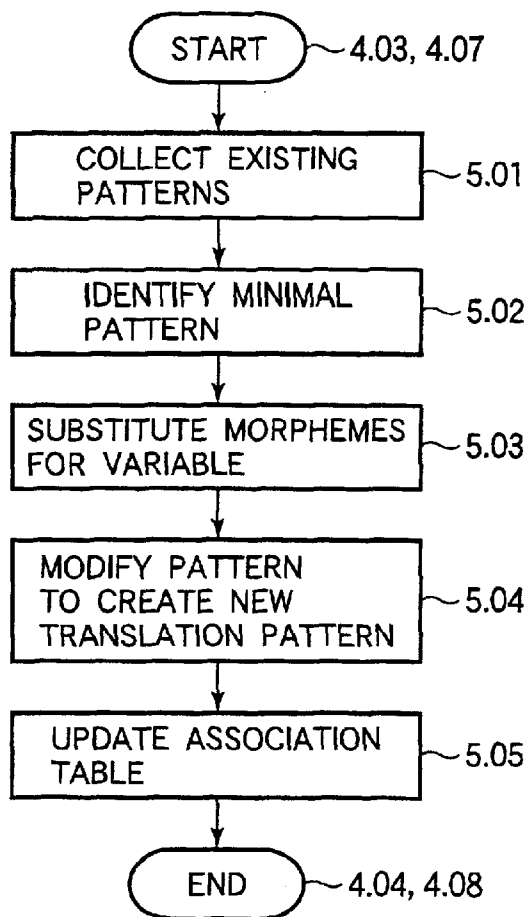 START
4.03, 4.07
COLLECT EXISTING
PATTERNS
5.01
IDENTIFY MINIMAL
PATTERN
5.02
SUBSTITUTE MORPHEMES
FOR VARIABLE
5.03
MODIFY PATTERN
TO CREATE NEW
TRANSLATION PATTERN
5.04
UPDATE ASSOCIATION
TABLE
5.05
END
4.04, 4.08